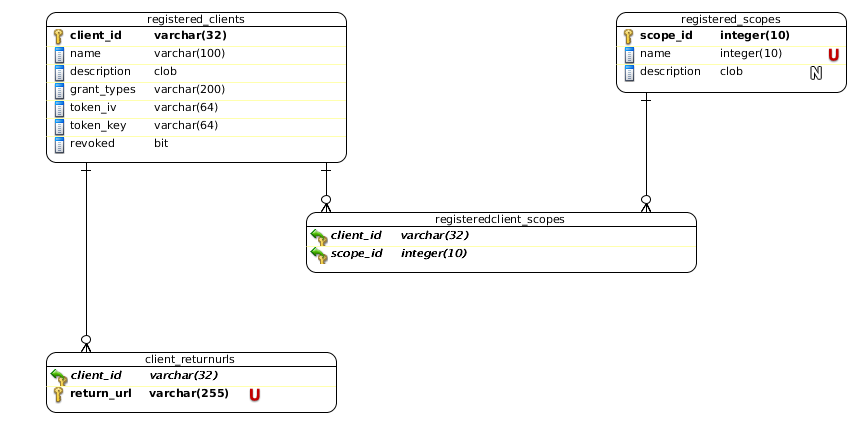 registered_clients
client_id varchar(32)
name varchar(100)
description clob
grant_types varchar(200)
token_iv varchar(64)
token_key varchar(64)
revoked bit
registered_scopes
scope_id integer(10)
name integer(10) U
description clob N
registeredclient_scopes
client_id varchar(32)
scope_id integer(10)
client_returnurls
client_id varchar(32)
return_url varchar(255) U